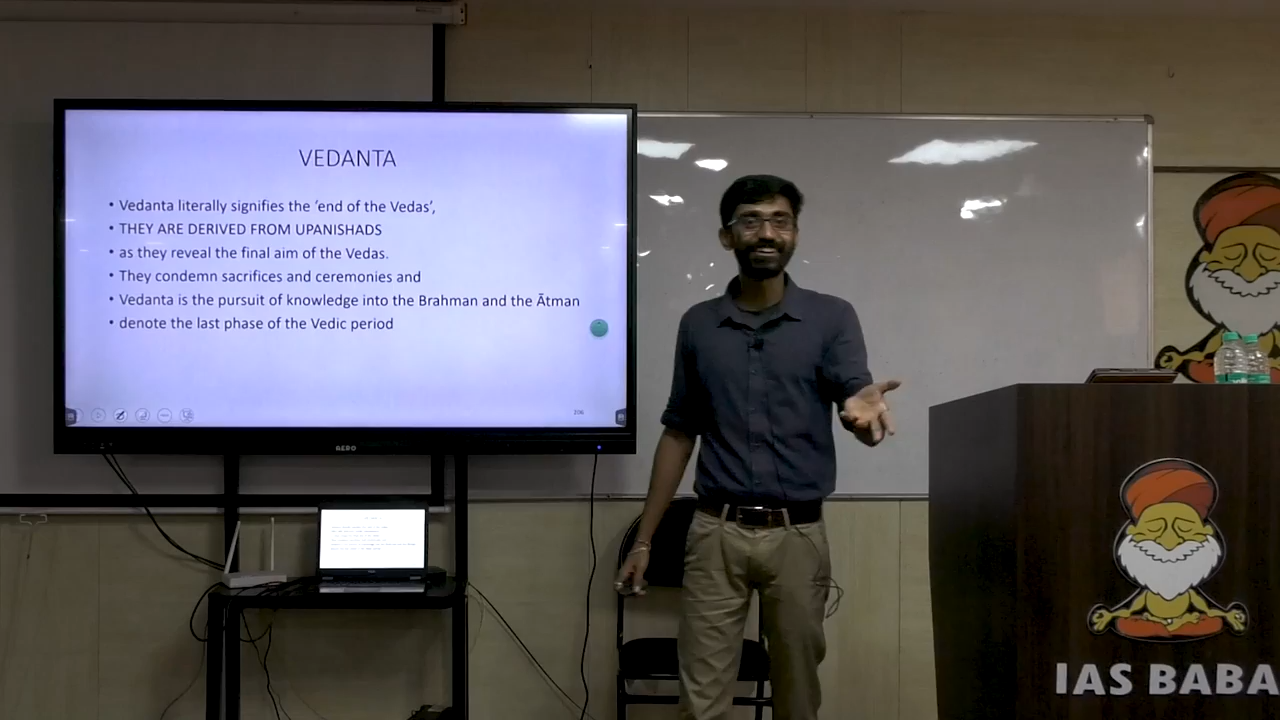 VEDANTA
• Vedanta literally signifies the ‘end of the Vedas’,
• THEY ARE DERIVED FROM UPANISHADS
• as they reveal the final aim of the Vedas.
• They condemn sacrifices and ceremonies and
• Vedanta is the pursuit of knowledge into the Brahman and the Ātman
• denote the last phase of the Vedic period
IAS BABA